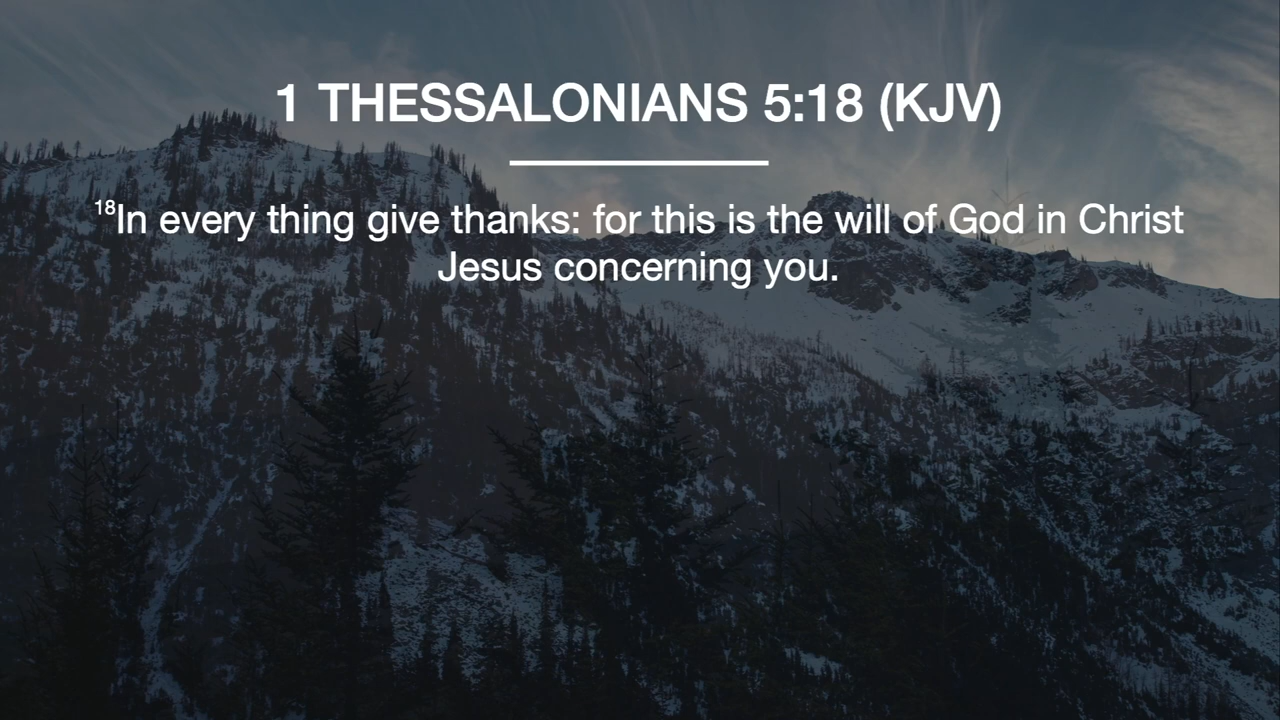 1 THESSALONIANS 5:18 (KJV)
18In every thing give thanks: for this is the will of God in Christ
Jesus concerning you.